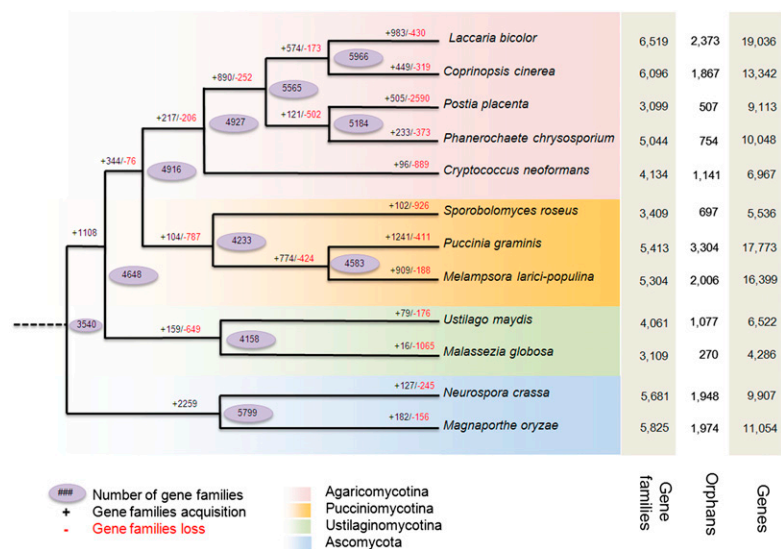 +983/-430 Laccaria bicolor 6,519 2,373 19,036
+574/-173
5966
+449/-319 Coprinopsis cinerea 6,096 1,867 13,342
+890/-252
5565
+505/-2590 Postia placenta 3,099 507 9,113
+217/-206
+121/-502
4927
5184
+233/-373 Phanerochaete chrysosporium 5,044 754 10,048
+344/-76
4916
+96/-889 Cryptococcus neoformans 4,134 1,141 6,967
+102/-926 Sporobolomyces roseus 3,409 697 5,536
+1108
+104/-787
4233
+1241/-411 Puccinia graminis 5,413 3,304 17,773
+774/-424
4583
4648
+909/-188 Melampsora larici-populina 5,304 2,006 16,399
3540
+79/-176 Ustilago maydis 4,061 1,077 6,522
+159/-649
4158
+16/-1065 Malassezia globosa 3,109 270 4,286
+127/-245 Neurospora crassa 5,681 1,948 9,907
+2259
5799
+182/-156 Magnaporthe oryzae 5,825 1,974 11,054
### Number of gene families
+ Gene families acquisition
- Gene families loss
Agaricomycotina
Pucciniomycotina
Ustilaginomycotina
Ascomycota
Gene
families
Orphans
Genes